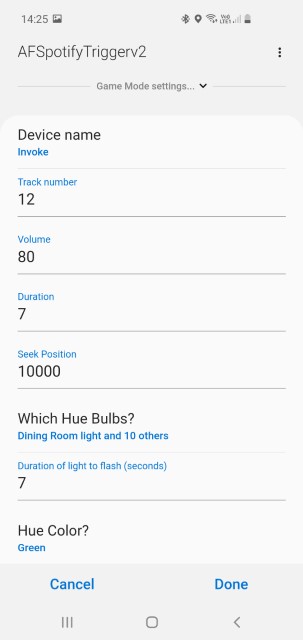 14:25
AFSpotifyTriggerv2
Game Mode settings...
Device name
Invoke
Track number
12
Volume
80
Duration
7
Seek Position
10000
Which Hue Bulbs?
Dining Room light and 10 others
Duration of light to flash (seconds)
7
Hue Color?
Green
Cancel Done